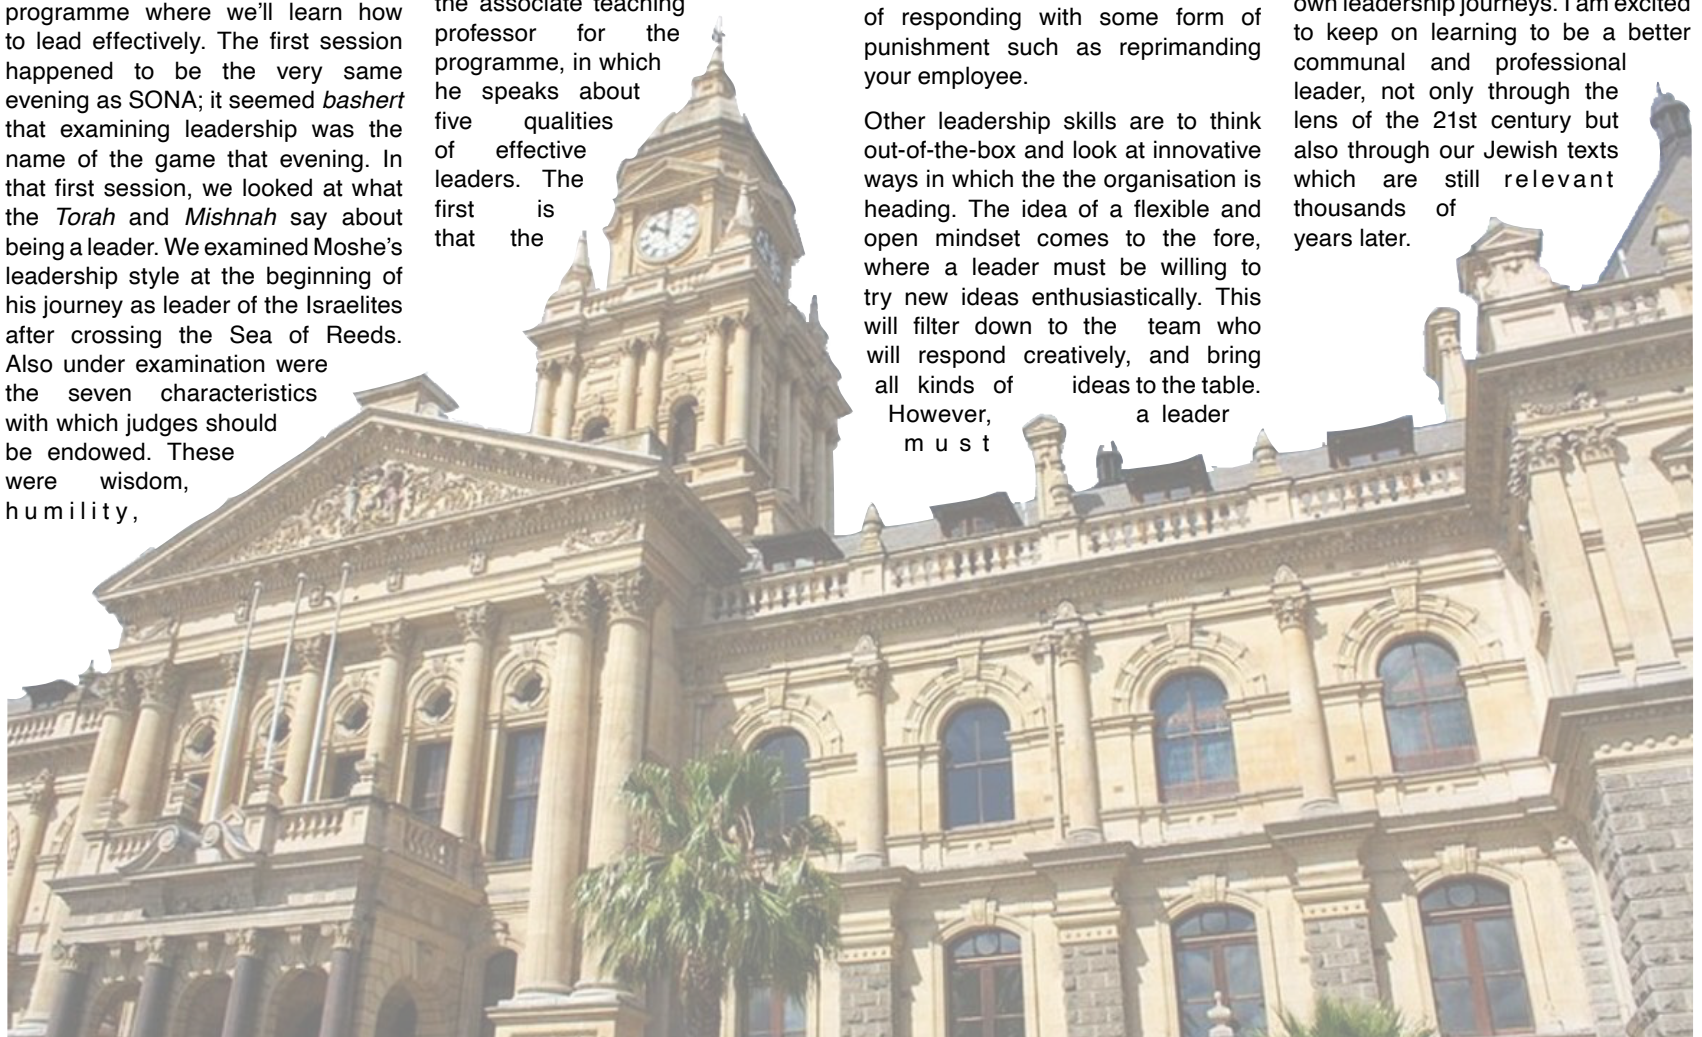 programme where we'll learn how
to lead effectively. The first session
happened to be the very same
evening as SONA; it seemed bashert
that examining leadership was the
name of the game that evening. In
that first session, we looked at what
the Torah and Mishnah say about
being a leader. We examined Moshe's
leadership style at the beginning of
his journey as leader of the Israelites
after crossing the Sea of Reeds.
Also under examination were
the seven characteristics
with which judges should
be endowed. These
were wisdom,
humility,
the associate teaching
professor for the
programme, in which
he speaks about
five qualities
of effective
leaders. The
first is
that the
of responding with some form of
punishment such as reprimanding
your employee.
Other leadership skills are to think
out-of-the-box and look at innovative
ways in which the the organisation is
heading. The idea of a flexible and
open mindset comes to the fore,
where a leader must be willing to
try new ideas enthusiastically. This
will filter down to the team who
will respond creatively, and bring
all kinds of ideas to the table.
However, a leader
must
own leadership journeys. I am excited
to keep on learning to be a better
communal and professional
leader, not only through the
lens of the 21st century but
also through our Jewish texts
which are still relevant
thousands of
years later.